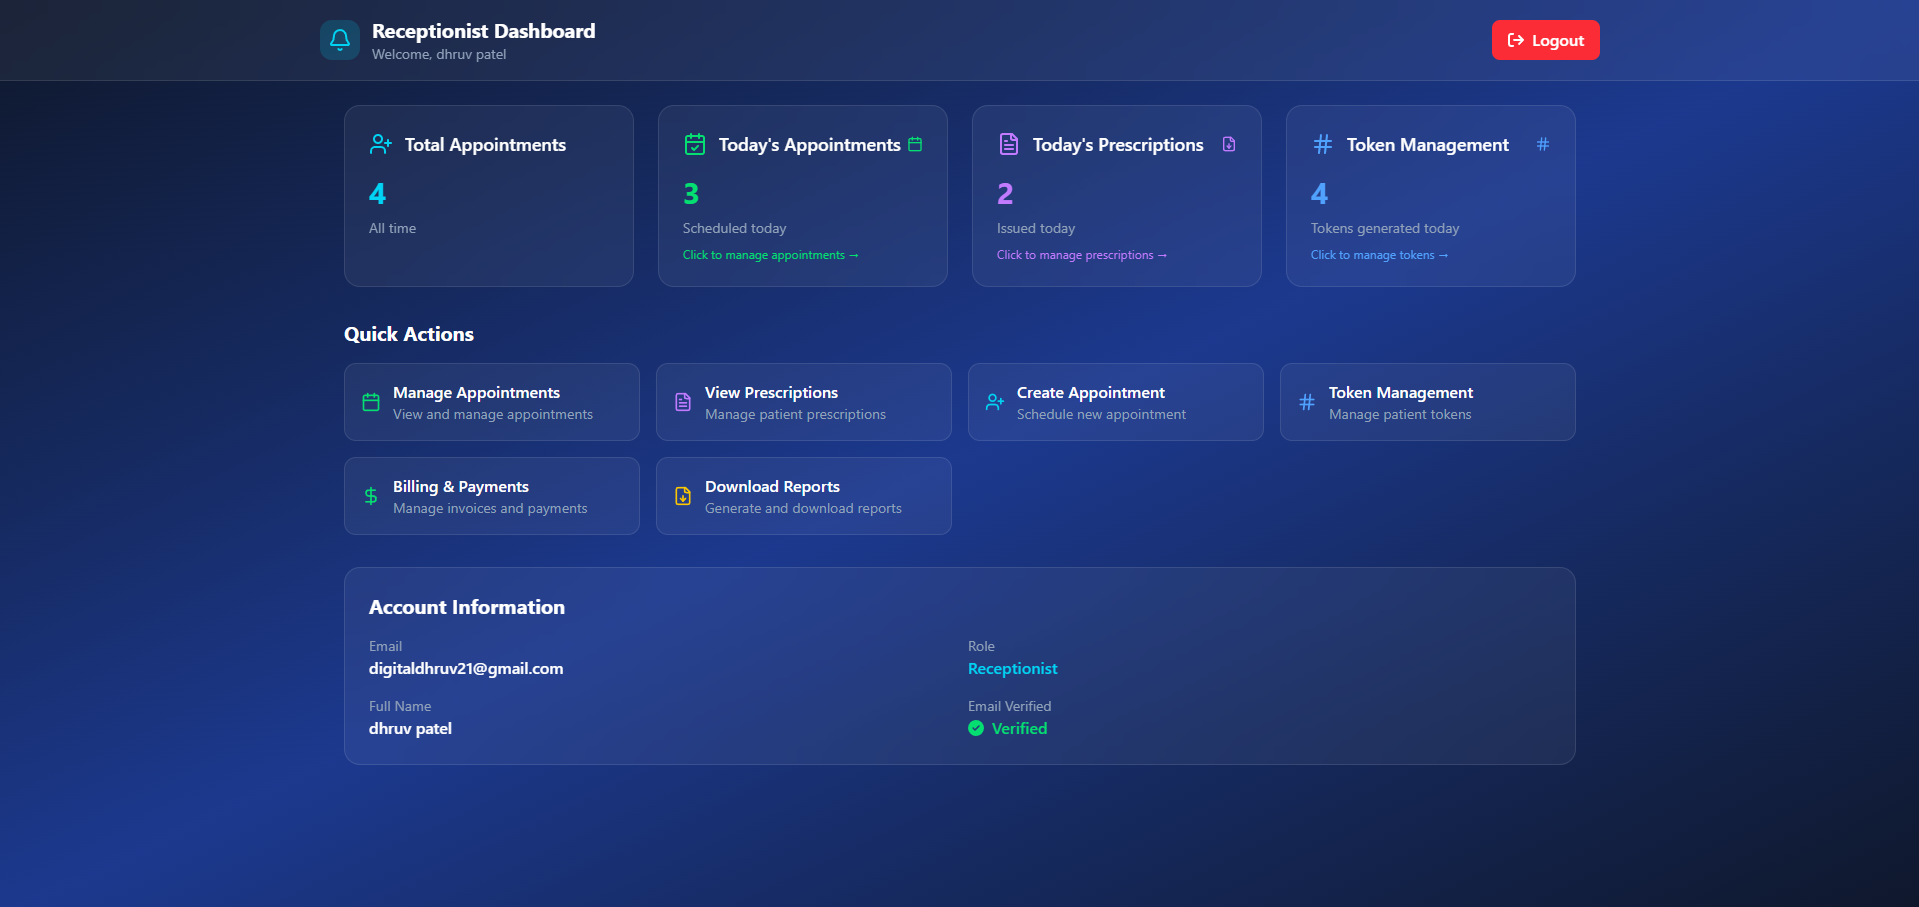 Receptionist Dashboard
Welcome, dhruv patel
Logout
Total Appointments
4
All time
Today's Appointments
3
Scheduled today
Click to manage appointments →
Today's Prescriptions
2
Issued today
Click to manage prescriptions →
Token Management
4
Tokens generated today
Click to manage tokens →
Quick Actions
Manage Appointments
View and manage appointments
View Prescriptions
Manage patient prescriptions
Create Appointment
Schedule new appointment
Token Management
Manage patient tokens
Billing & Payments
Manage invoices and payments
Download Reports
Generate and download reports
Account Information
Email
digitaldhruv21@gmail.com
Role
Receptionist
Full Name
dhruv patel
Email Verified
Verified